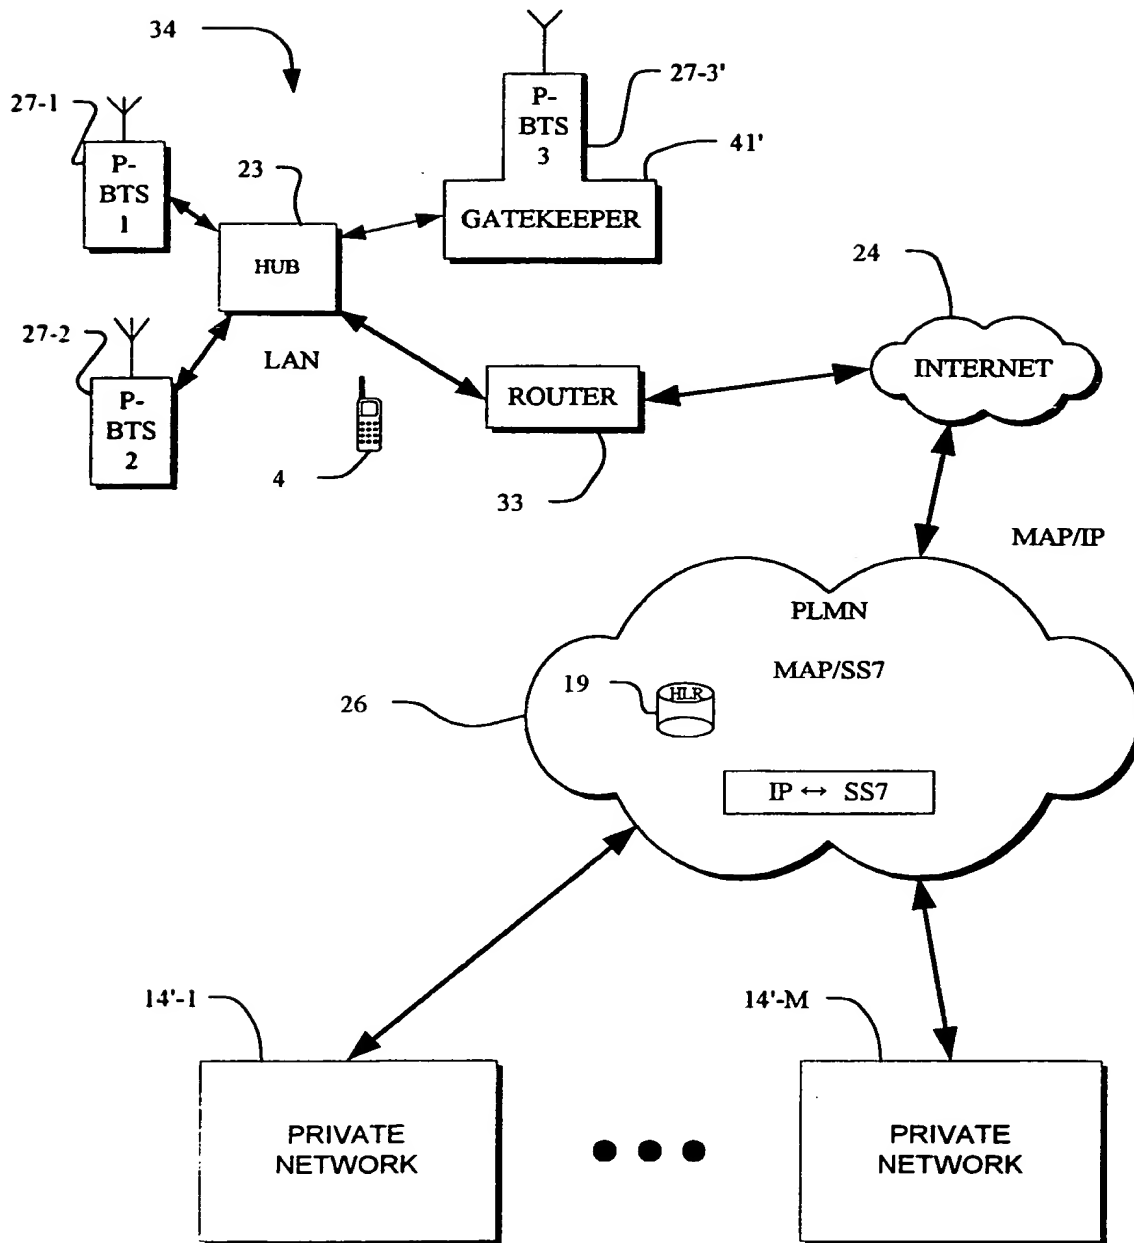 34
27-1
P-
BTS
1
23
HUB
P-
BTS
3
27-3'
41'
GATEKEEPER
27-2
P-
BTS
2
LAN
4
ROUTER
33
24
INTERNET
MAP/IP
PLMN
MAP/SS7
19
HLR
26
IP ↔ SS7
14'-1
PRIVATE
NETWORK
14'-M
PRIVATE
NETWORK